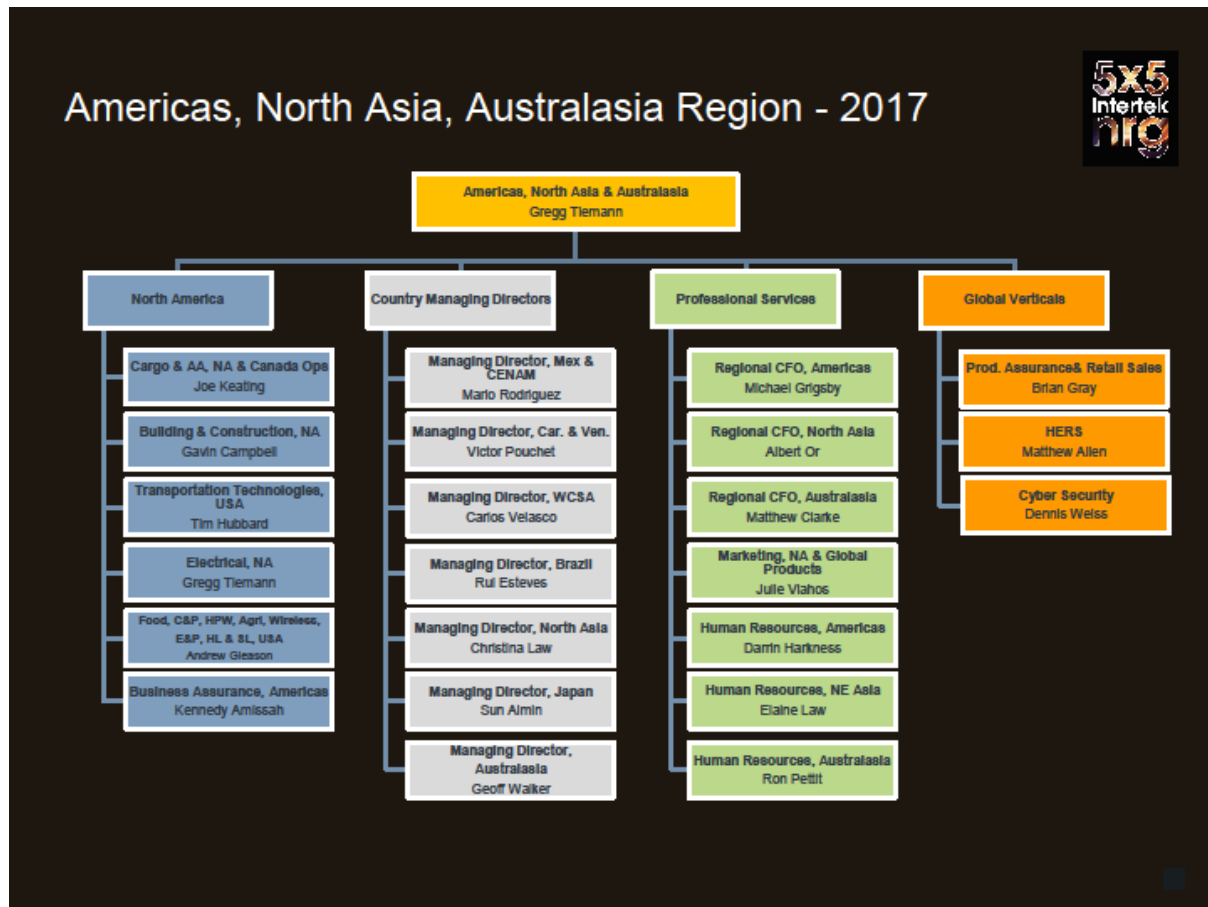 Americas, North Asia, Australasia Region - 2017
5x5
Intertek
nrg
Americas, North Asia & Australasia
Gregg Tiemann
North America
Cargo & AA, NA & Canada Ops
Joe Keating
Building & Construction, NA
Gavin Campbell
Transportation Technologies,
USA
Tim Hubbard
Electrical, NA
Gregg Tiemann
Food, C&P, HPW, Agri, Wireless,
E&P, HL & SL, USA
Andrew Gleason
Business Assurance, Americas
Kennedy Amissah
Country Managing Directors
Managing Director, Mex &
CENAM
Mario Rodriguez
Managing Director, Car. & Ven.
Victor Pouchet
Managing Director, WCSA
Carlos Velasco
Managing Director, Brazil
Rui Esteves
Managing Director, North Asia
Christina Law
Managing Director, Japan
Sun Aimin
Managing Director,
Australasia
Geoff Walker
Professional Services
Regional CFO, Americas
Michael Grigsby
Regional CFO, North Asia
Albert Or
Regional CFO, Australasia
Matthew Clarke
Marketing, NA & Global
Products
Julie Vlahos
Human Resources, Americas
Darrin Harkness
Human Resources, NE Asia
Elaine Law
Human Resources, Australasia
Ron Pettit
Global Verticals
Prod. Assurance& Retail Sales
Brian Gray
HERS
Matthew Allen
Cyber Security
Dennis Weiss